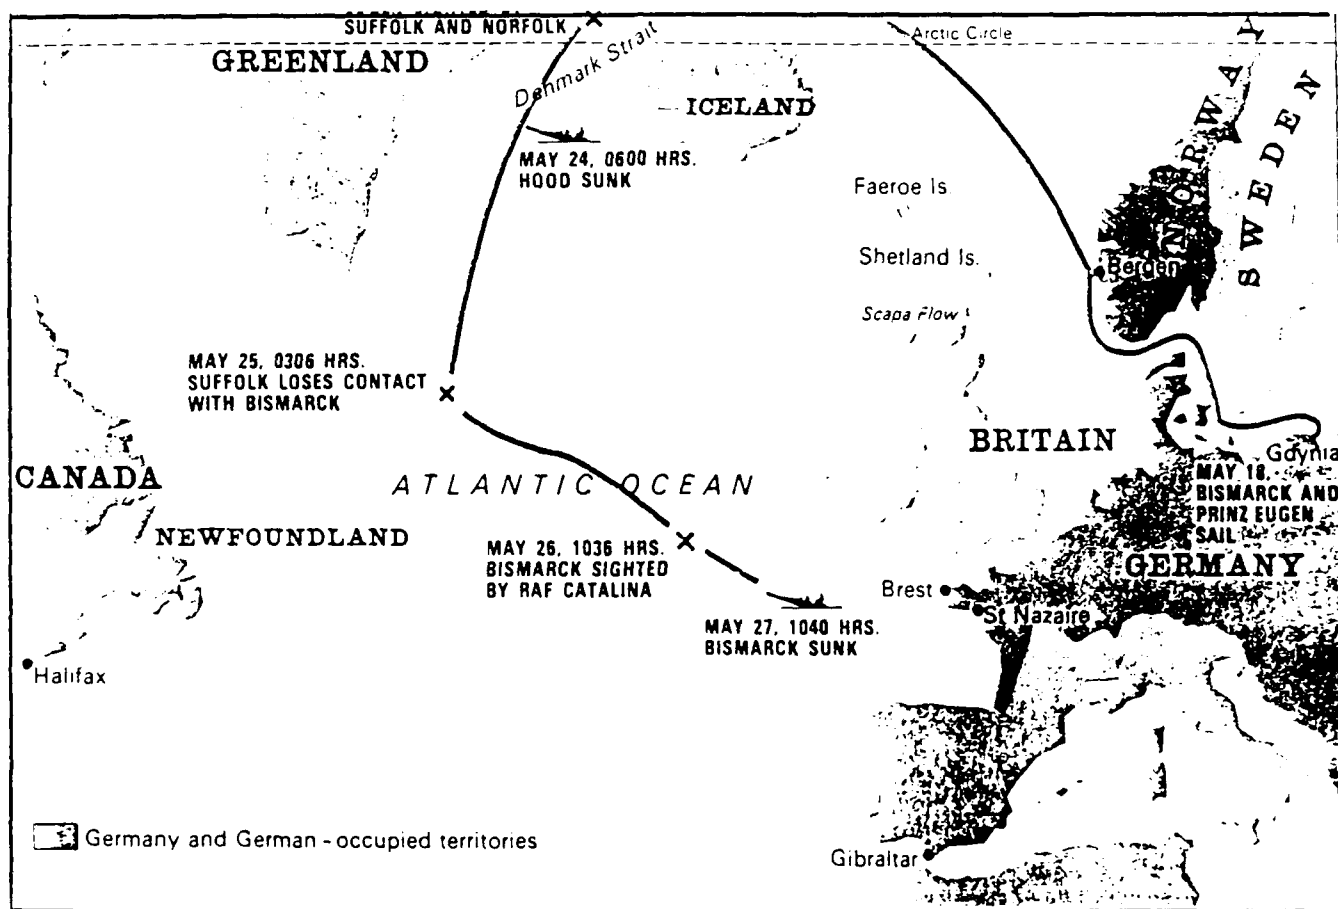 SUFFOLK AND NORFOLK
Arctic Circle
GREENLAND
Denmark Strait
ICELAND
NORWAY
SWEDEN
MAY 24, 0600 HRS.
HOOD SUNK
Faeroe Is.
Shetland Is.
Bergen
Scapa Flow
MAY 25, 0306 HRS.
SUFFOLK LOSES CONTACT
WITH BISMARCK
BRITAIN
Gdynia
CANADA
ATLANTIC OCEAN
MAY 18,
BISMARCK AND
PRINZ EUGEN
SAIL
NEWFOUNDLAND
MAY 26, 1036 HRS.
BISMARCK SIGHTED
BY RAF CATALINA
GERMANY
Brest
St Nazaire
MAY 27, 1040 HRS.
BISMARCK SUNK
Halifax
Germany and German-occupied territories
Gibraltar